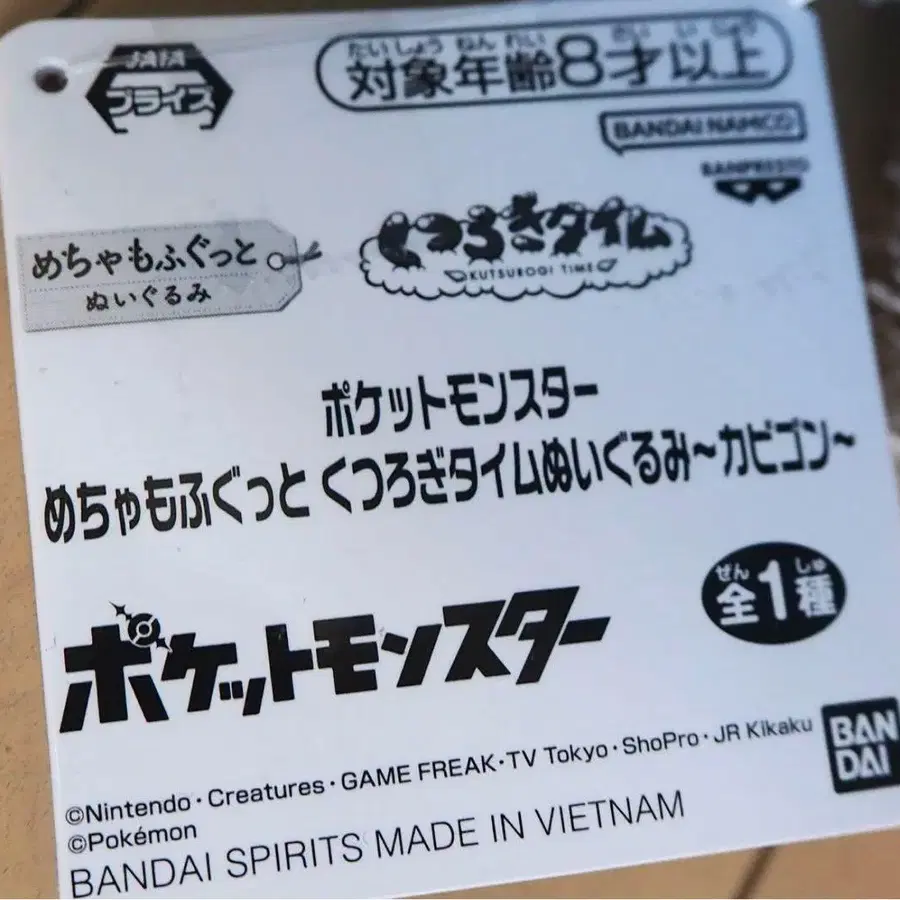 JAIA
プライズ
たいしょうねんれい さいいじょう
対象年齢8才以上
BANDAI NAMCO
BANPRESTO
めちゃもふぐっと
ぬいぐるみ
くつろぎタイム
KUTSUROGI TIME
ポケットモンスター
めちゃもふぐっと くつろぎタイムぬいぐるみ~カビゴン~
ぜん しゅ
全1種
ポケットモンスター
©Nintendo・Creatures・GAME FREAK・TV Tokyo・ShoPro・JR Kikaku
©Pokémon
BANDAI SPIRITS MADE IN VIETNAM
BAN
DAI